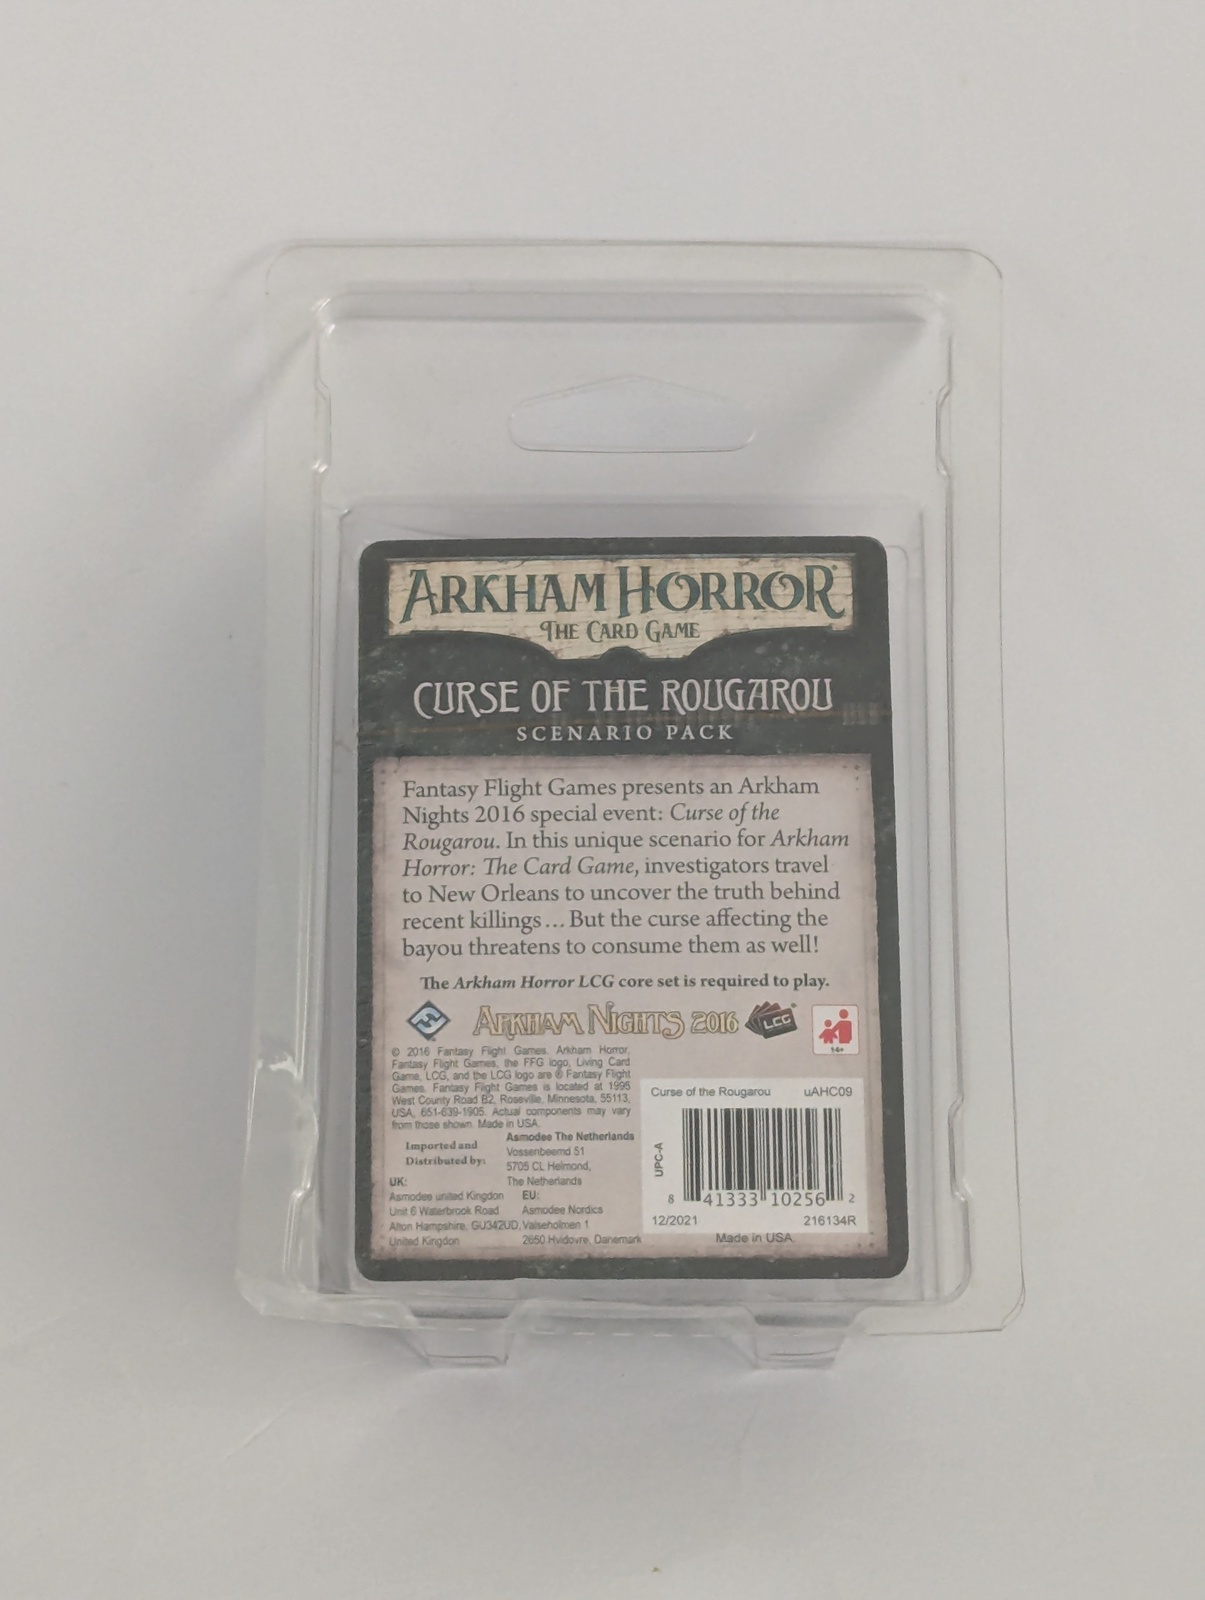 ARKHAM HORROR®
THE CARD GAME
CURSE OF THE ROUGAROU
SCENARIO PACK
Fantasy Flight Games presents an Arkham
Nights 2016 special event: Curse of the
Rougarou. In this unique scenario for Arkham
Horror: The Card Game, investigators travel
to New Orleans to uncover the truth behind
recent killings... But the curse affecting the
bayou threatens to consume them as well!
The Arkham Horror LCG core set is required to play.
ARKHAM NIGHTS 2016
LCG®
14+
© 2016 Fantasy Flight Games. Arkham Horror,
Fantasy Flight Games, the FFG logo, Living Card
Game, LCG, and the LCG logo are ® Fantasy Flight
Games. Fantasy Flight Games is located at 1995
West County Road B2, Roseville, Minnesota, 55113,
USA, 651-639-1905. Actual components may vary
from those shown. Made in USA.
Imported and
Distributed by:
Asmodee The Netherlands
Vossenbeemd 51
5705 CL Helmond,
The Netherlands
UK:
Asmodee united Kingdon
Unit 6 Waterbrook Road
Alton Hampshire, GU342UD,
United Kingdon
EU:
Asmodee Nordics
Valseholmen 1
2650 Hvidovre, Danemark
Curse of the Rougarou uAHC09
UPC-A
8 41333 10256 2
12/2021 216134R
Made in USA.